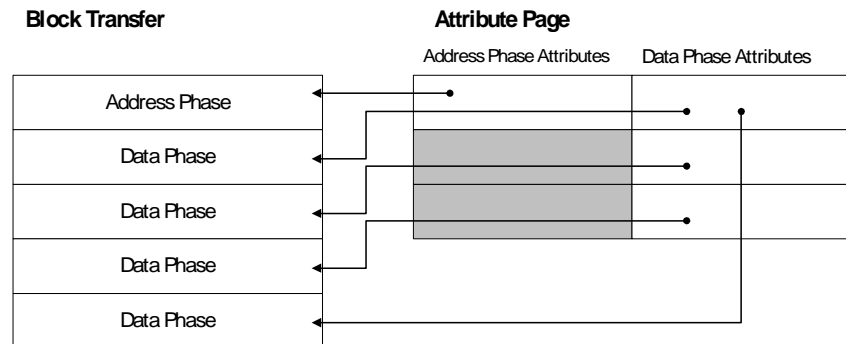 Block Transfer
Attribute Page
Address Phase Attributes
Data Phase Attributes
Address Phase
Data Phase
Data Phase
Data Phase
Data Phase